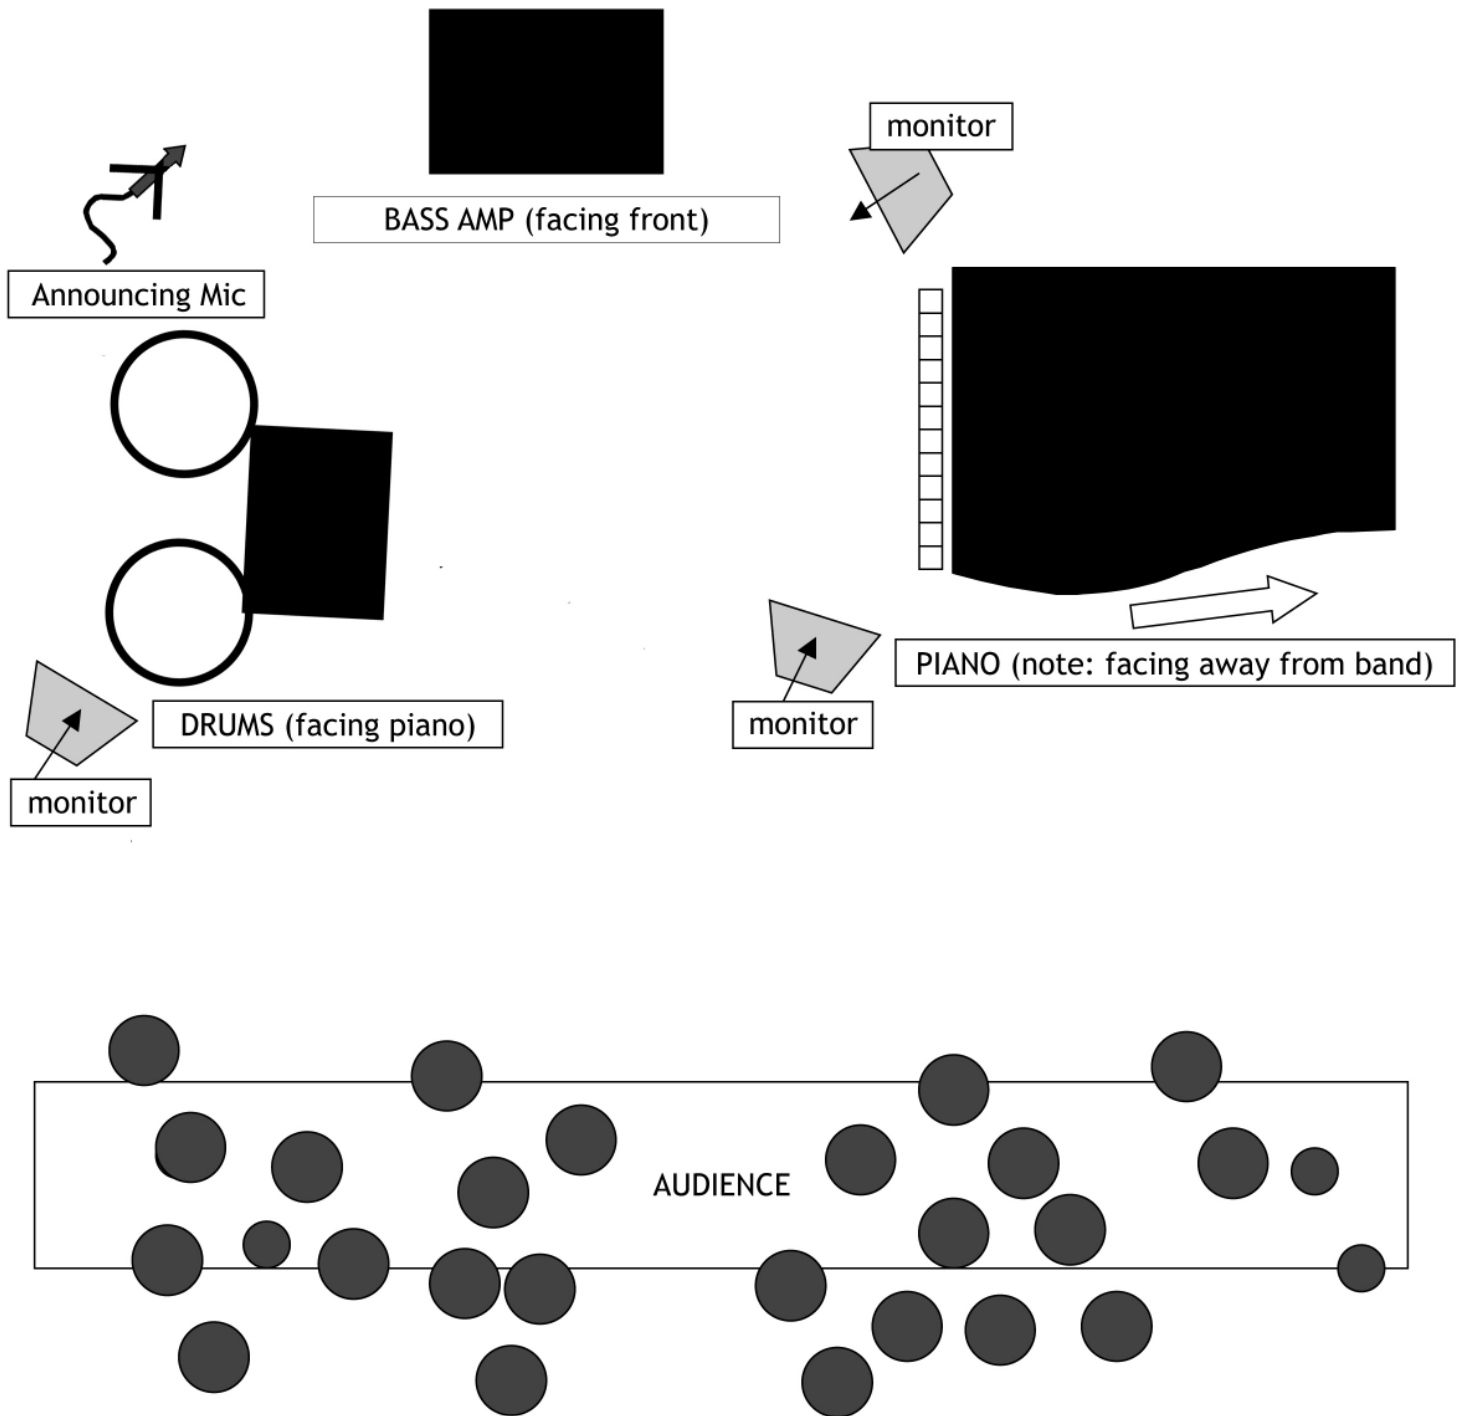 monitor
BASS AMP (facing front)
Announcing Mic
PIANO (note: facing away from band)
DRUMS (facing piano)
monitor
monitor
AUDIENCE